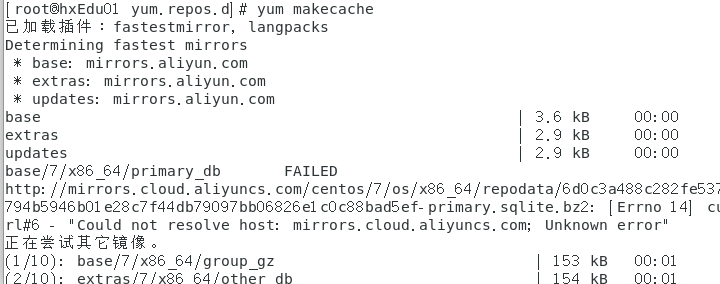 [root@hxEdu01 yum.repos.d]# yum makecache
已加载插件：fastestmirror, langpacks
Determining fastest mirrors
 * base: mirrors.aliyun.com
 * extras: mirrors.aliyun.com
 * updates: mirrors.aliyun.com
base | 3.6 kB 00:00
extras | 2.9 kB 00:00
updates | 2.9 kB 00:00
base/7/x86_64/primary_db FAILED
http://mirrors.cloud.aliyuncs.com/centos/7/os/x86_64/repodata/6d0c3a488c282fe537
794b5946b01e28c7f44db79097bb06826e1c0c88bad5ef-primary.sqlite.bz2: [Errno 14] cu
rl#6 - "Could not resolve host: mirrors.cloud.aliyuncs.com; Unknown error"
正在尝试其它镜像。
(1/10): base/7/x86_64/group_gz | 153 kB 00:01
(2/10): extras/7/x86_64/other_db | 154 kB 00:01